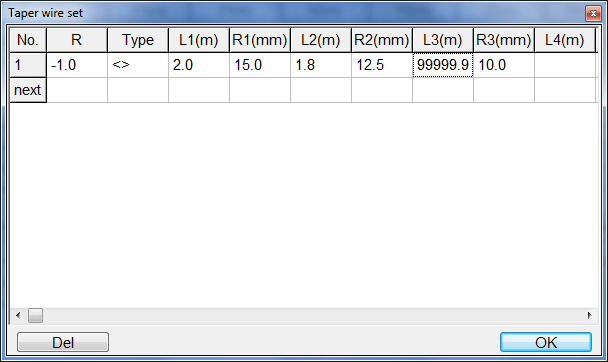 Taper wire set
No. R Type L1(m) R1(mm) L2(m) R2(mm) L3(m) R3(mm) L4(m)
1 -1.0 <> 2.0 15.0 1.8 12.5 99999.9 10.0
next
Del OK